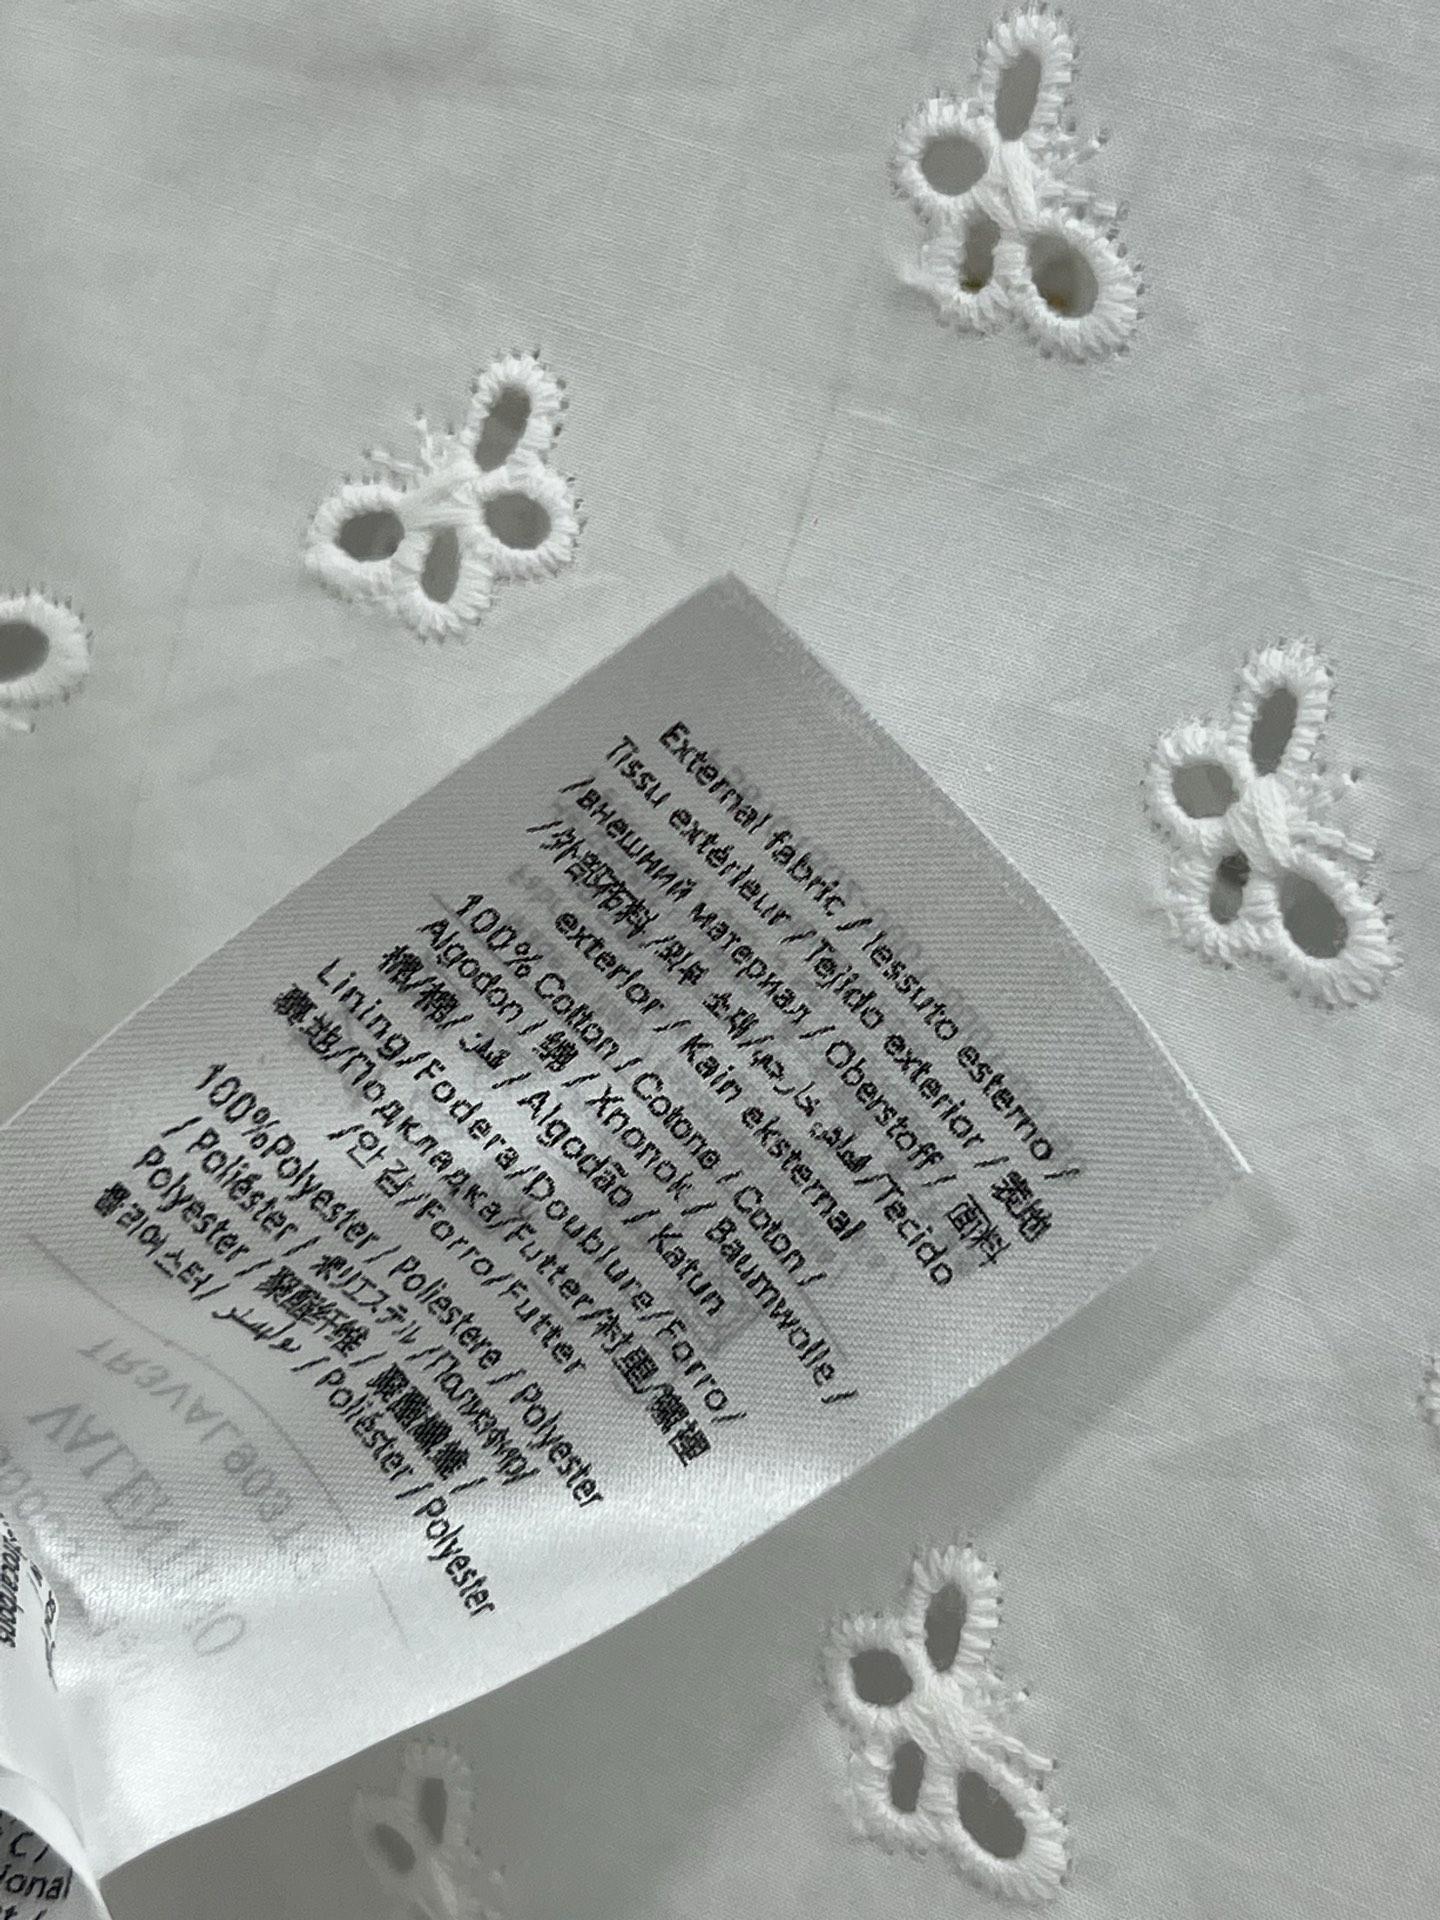 External fabric / Tessuto esterno /
Tissu extérieur / Tejido exterior / 表地
/внешний материал / Oberstoff / 面料
/外部布料 /외부 소재/ملف خارجي/Tecido
exterior / Kain eksternal
100% Cotton / Cotone / Coton /
Algodon / 綿 / Хлопок / Baumwolle /
棉/棉/ قطن / Algodão / Katun
Lining/Fodera/Doublure/Forro/
裏地/Подкладка/Futter/衬里/襯裡
/안감/Forro/Futter
100%Polyester / Poliestere / Polyester
/ Poliéster / ポリエステル /Полиэфир/
Polyester / 聚酯纤维 / 聚酯纖維 /
폴리에스터/ بوليستر / Poliéster / Polyester